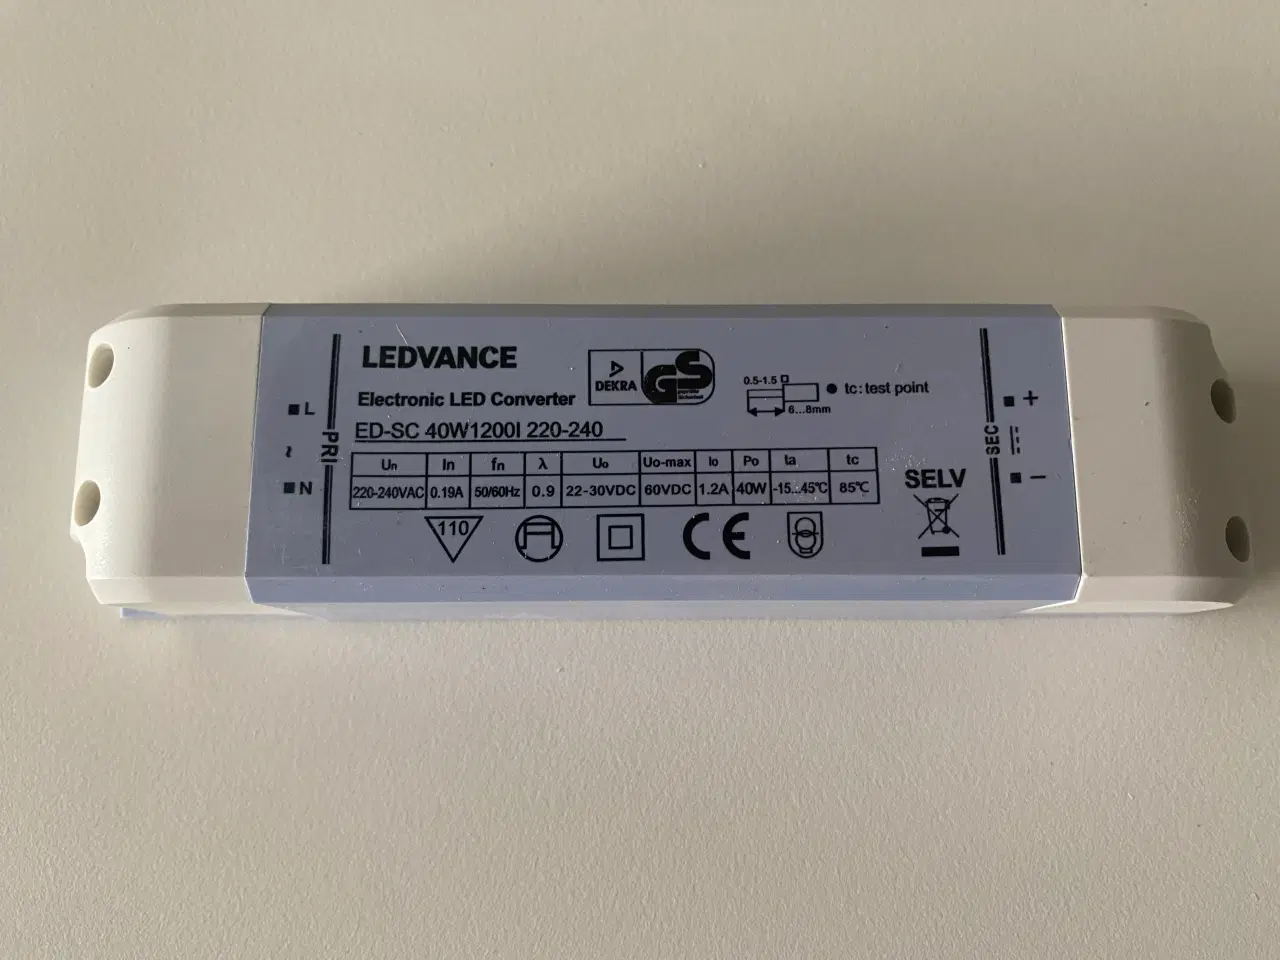 LEDVANCE
Electronic LED Converter
ED-SC 40W1200I 220-240
DEKRA
GS
geprüfte
Sicherheit
0.5-1.5
6...8mm
tc: test point
L
~
N
PRI
Un In fn λ Uo Uo-max Io Po ta tc
220-240VAC 0.19A 50/60Hz 0.9 22-30VDC 60VDC 1.2A 40W -15...45℃ 85℃
110
CE
SELV
SEC
+
−